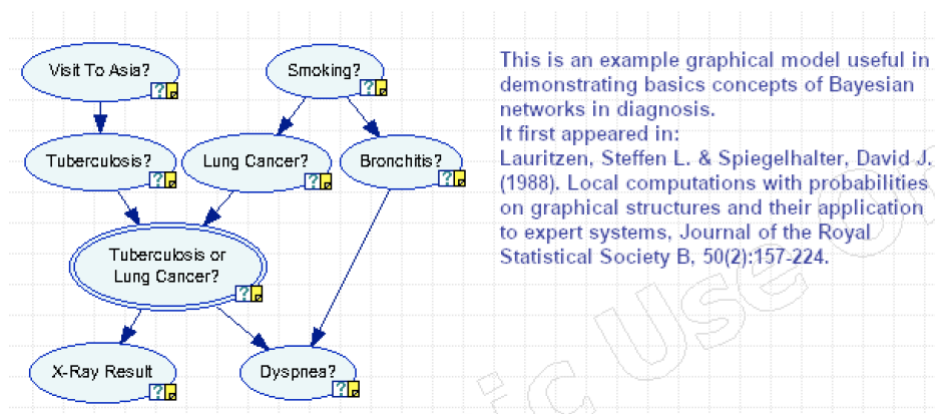 Visit To Asia?
Smoking?
Tuberculosis?
Lung Cancer?
Bronchitis?
Tuberculosis or
Lung Cancer?
X-Ray Result
Dyspnea?
This is an example graphical model useful in
demonstrating basics concepts of Bayesian
networks in diagnosis.
It first appeared in:
Lauritzen, Steffen L. & Spiegelhalter, David J.
(1988). Local computations with probabilities
on graphical structures and their application
to expert systems, Journal of the Royal
Statistical Society B, 50(2):157-224.
ic Use